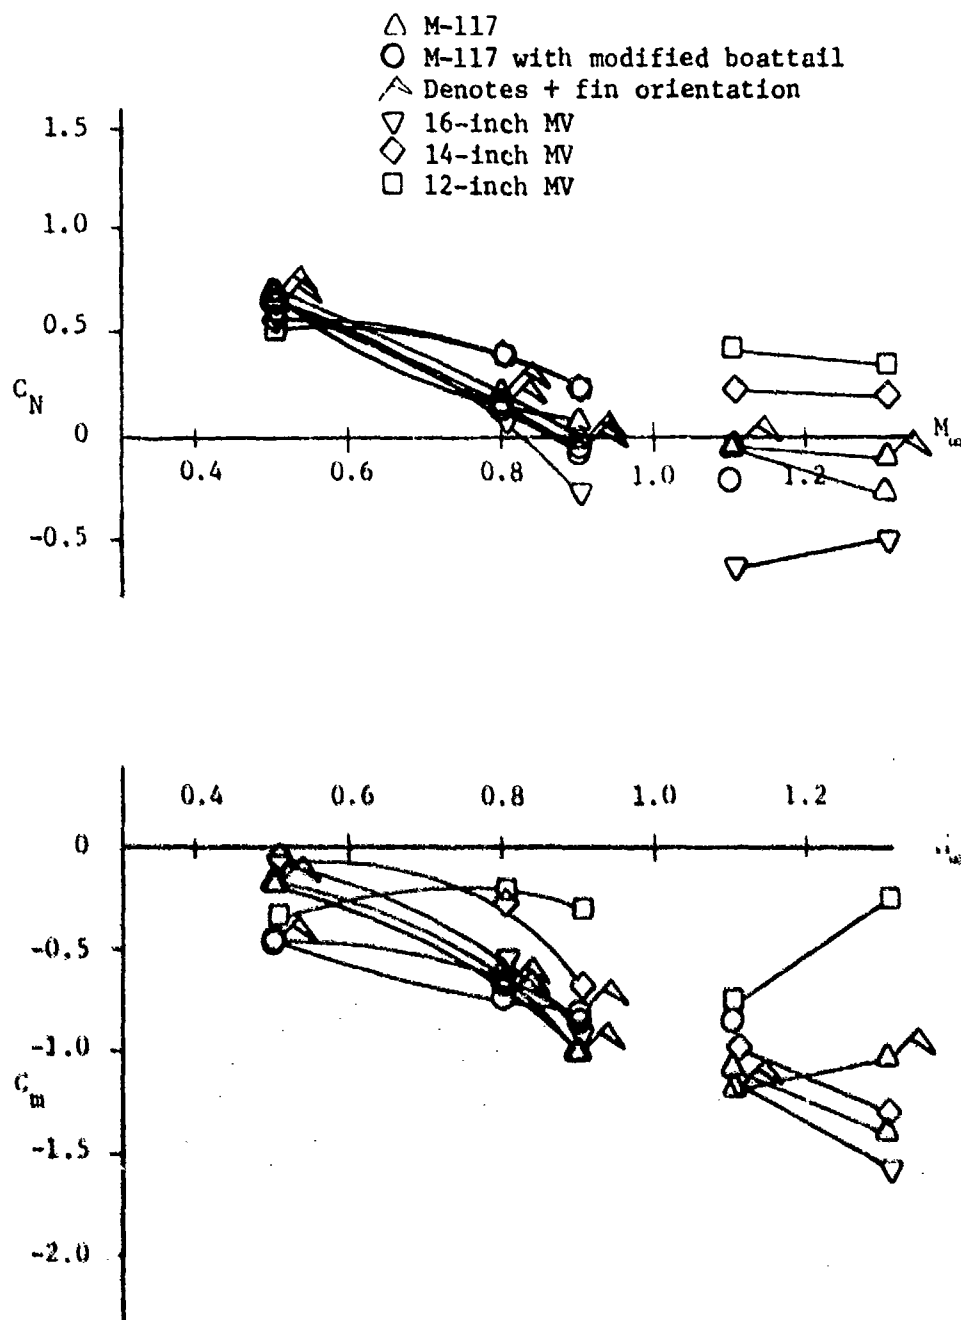 M-117
M-117 with modified boattail
Denotes + fin orientation
16-inch MV
14-inch MV
12-inch MV
1.5
1.0
0.5
C_N
0
-0.5
0.4 0.6 0.8 1.0 1.2
M∞
0.4 0.6 0.8 1.0 1.2
0
-0.5
-1.0
C_m
-1.5
-2.0